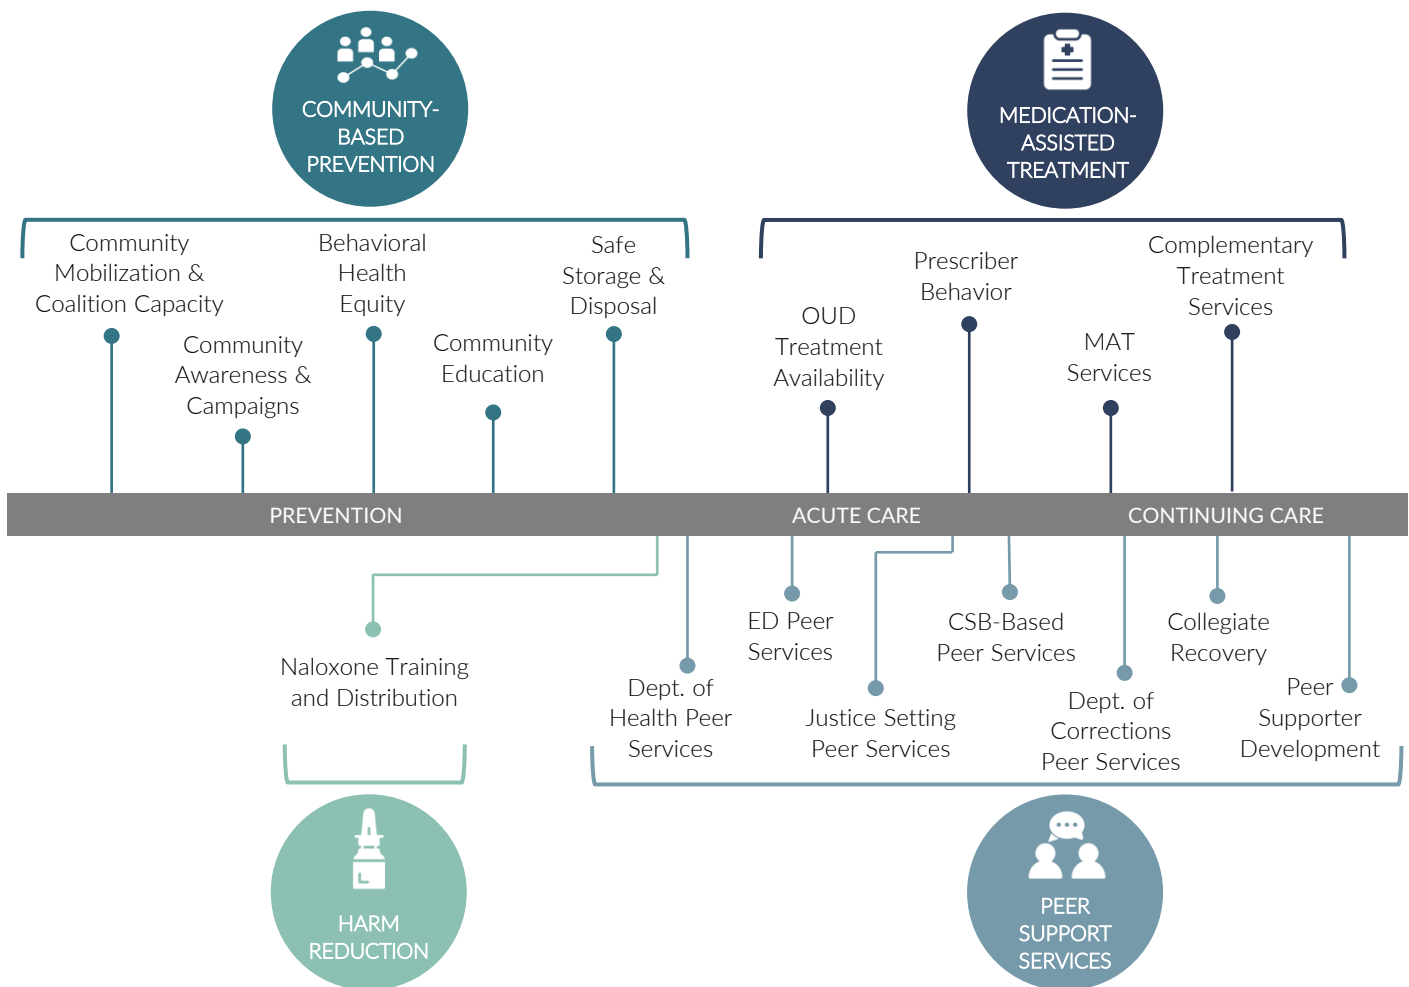 COMMUNITY-
BASED
PREVENTION
MEDICATION-
ASSISTED
TREATMENT
Community
Mobilization &
Coalition Capacity
Community
Awareness &
Campaigns
Behavioral
Health
Equity
Community
Education
Safe
Storage &
Disposal
OUD
Treatment
Availability
Prescriber
Behavior
MAT
Services
Complementary
Treatment
Services
PREVENTION
ACUTE CARE
CONTINUING CARE
Naloxone Training
and Distribution
Dept. of
Health Peer
Services
ED Peer
Services
Justice Setting
Peer Services
CSB-Based
Peer Services
Dept. of
Corrections
Peer Services
Collegiate
Recovery
Peer
Supporter
Development
HARM
REDUCTION
PEER
SUPPORT
SERVICES